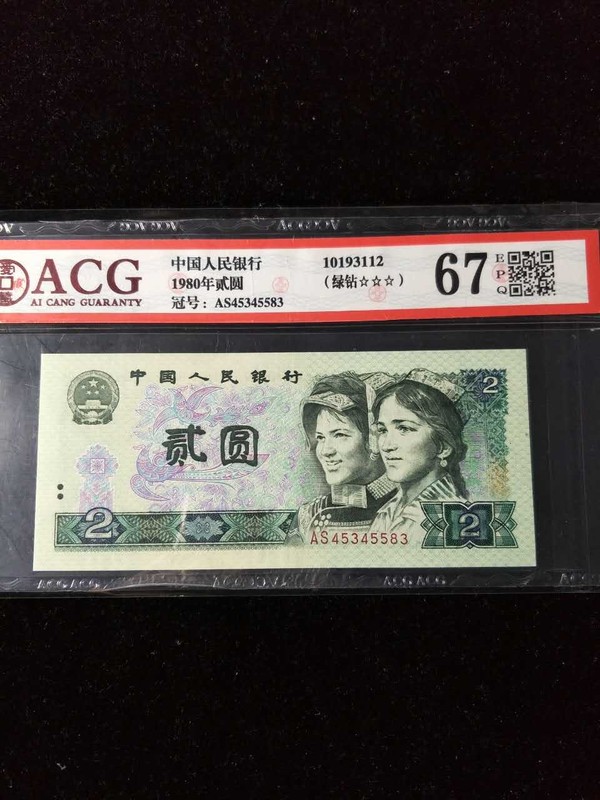 ACG
AI CANG GUARANTY
中国人民银行
1980年贰圆
冠号: AS45345583
10193112
(绿钻☆☆☆)
67
E
P
Q
中国人民银行
2
贰圆
AS45345583
2
2